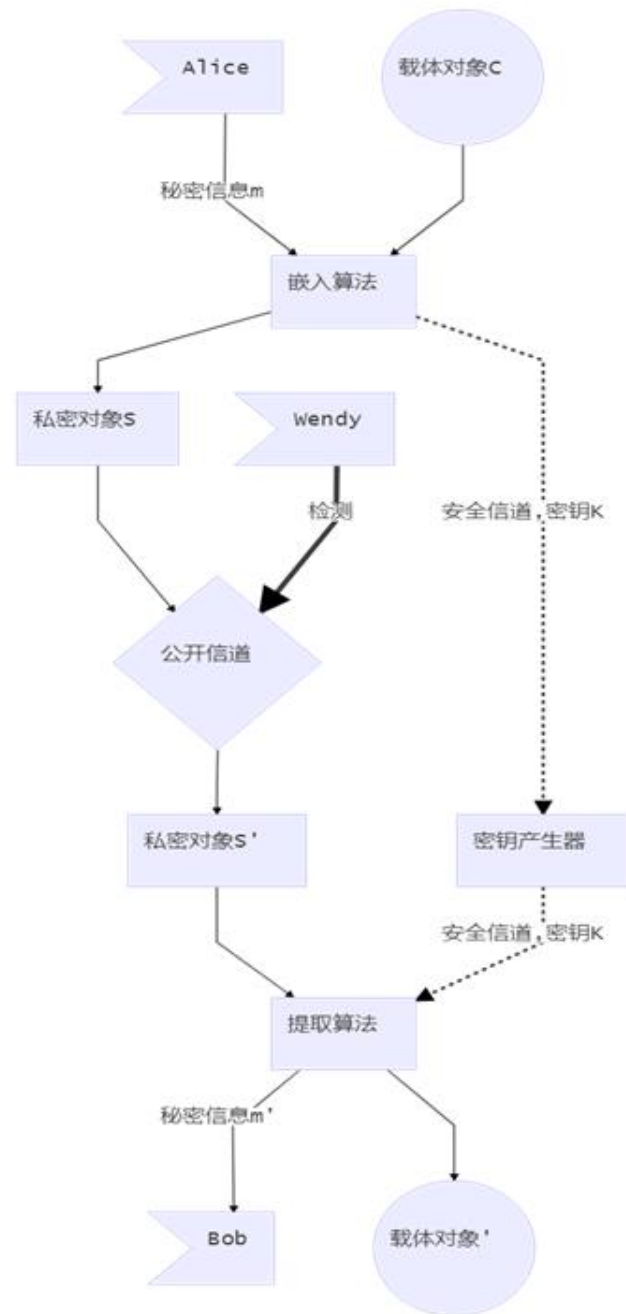 Alice
载体对象C
秘密信息m
嵌入算法
私密对象S
Wendy
检测
安全信道,密钥K
公开信道
私密对象S'
密钥产生器
安全信道,密钥K
提取算法
秘密信息m'
Bob
载体对象'